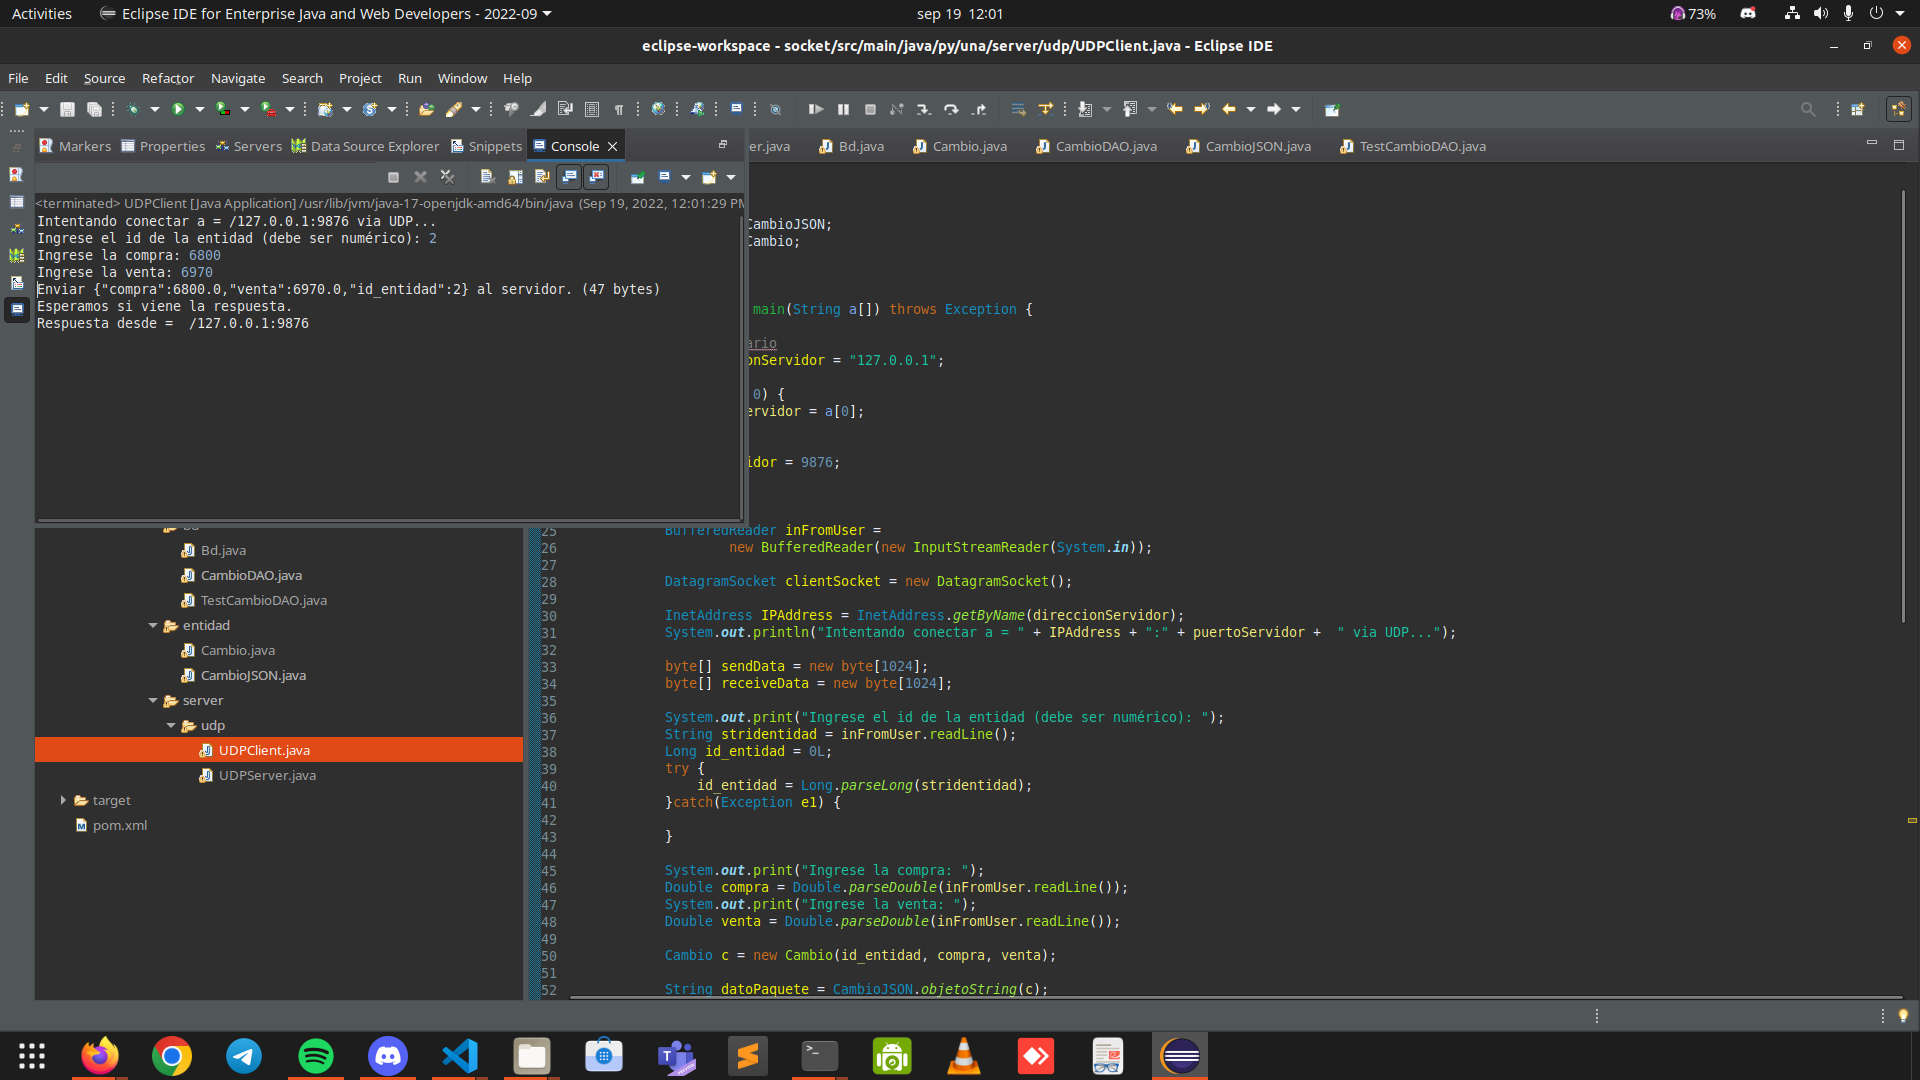 Activities Eclipse IDE for Enterprise Java and Web Developers - 2022-09 sep 19 12:01 73%
eclipse-workspace - socket/src/main/java/py/una/server/udp/UDPClient.java - Eclipse IDE
File Edit Source Refactor Navigate Search Project Run Window Help
Markers Properties Servers Data Source Explorer Snippets Console er.java Bd.java Cambio.java CambioDAO.java CambioJSON.java TestCambioDAO.java
<terminated> UDPClient [Java Application] /usr/lib/jvm/java-17-openjdk-amd64/bin/java (Sep 19, 2022, 12:01:29 PM
Intentando conectar a = /127.0.0.1:9876 via UDP...
Ingrese el id de la entidad (debe ser numérico): 2
Ingrese la compra: 6800
Ingrese la venta: 6970
Enviar {"compra":6800.0,"venta":6970.0,"id_entidad":2} al servidor. (47 bytes)
Esperamos si viene la respuesta.
Respuesta desde =  /127.0.0.1:9876
CambioJSON;
Cambio;
main(String a[]) throws Exception {
ario
onServidor = "127.0.0.1";
0) {
ervidor = a[0];
idor = 9876;
bd
Bd.java
CambioDAO.java
TestCambioDAO.java
entidad
Cambio.java
CambioJSON.java
server
udp
UDPClient.java
UDPServer.java
target
pom.xml
25 BufferedReader inFromUser =
26 new BufferedReader(new InputStreamReader(System.in));
27
28 DatagramSocket clientSocket = new DatagramSocket();
29
30 InetAddress IPAddress = InetAddress.getByName(direccionServidor);
31 System.out.println("Intentando conectar a = " + IPAddress + ":" + puertoServidor +  " via UDP...");
32
33 byte[] sendData = new byte[1024];
34 byte[] receiveData = new byte[1024];
35
36 System.out.print("Ingrese el id de la entidad (debe ser numérico): ");
37 String stridentidad = inFromUser.readLine();
38 Long id_entidad = 0L;
39 try {
40 id_entidad = Long.parseLong(stridentidad);
41 }catch(Exception e1) {
42
43 }
44
45 System.out.print("Ingrese la compra: ");
46 Double compra = Double.parseDouble(inFromUser.readLine());
47 System.out.print("Ingrese la venta: ");
48 Double venta = Double.parseDouble(inFromUser.readLine());
49
50 Cambio c = new Cambio(id_entidad, compra, venta);
51
52 String datoPaquete = CambioJSON.objetoString(c);